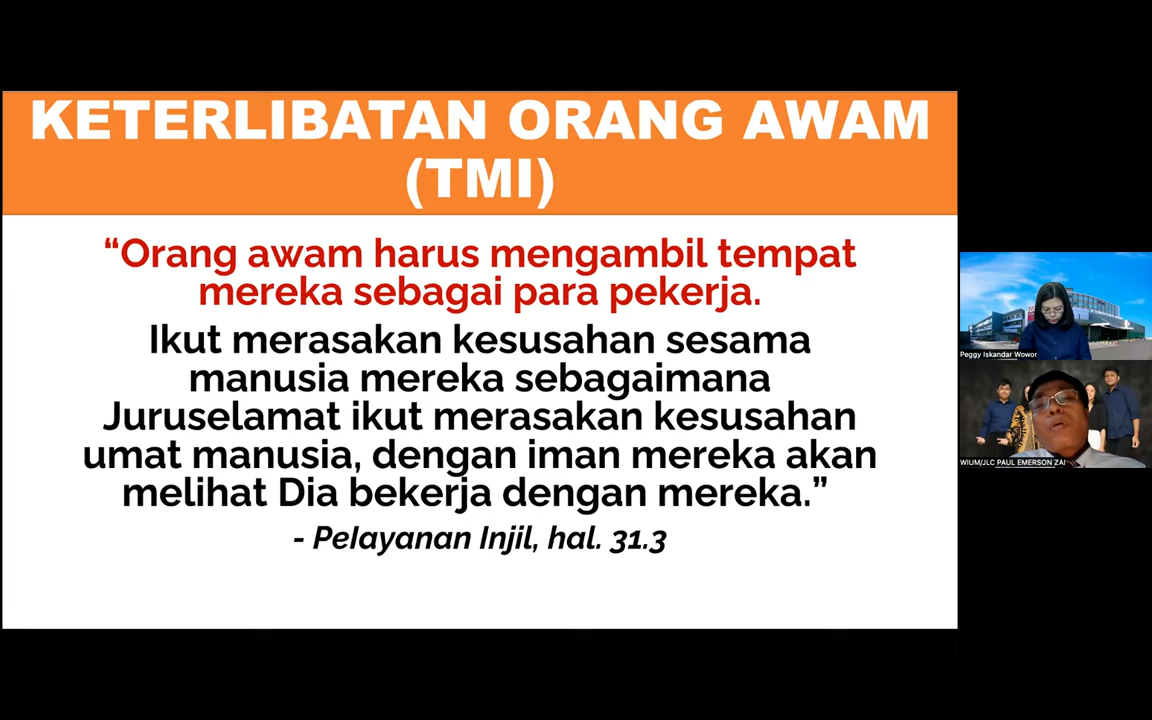 KETERLIBATAN ORANG AWAM
(TMI)
“Orang awam harus mengambil tempat
mereka sebagai para pekerja.
Ikut merasakan kesusahan sesama
manusia mereka sebagaimana
Juruselamat ikut merasakan kesusahan
umat manusia, dengan iman mereka akan
melihat Dia bekerja dengan mereka.”
- Pelayanan Injil, hal. 31.3
Peggy Iskandar Wowor
WIUM/JLC PAUL EMERSON ZAI